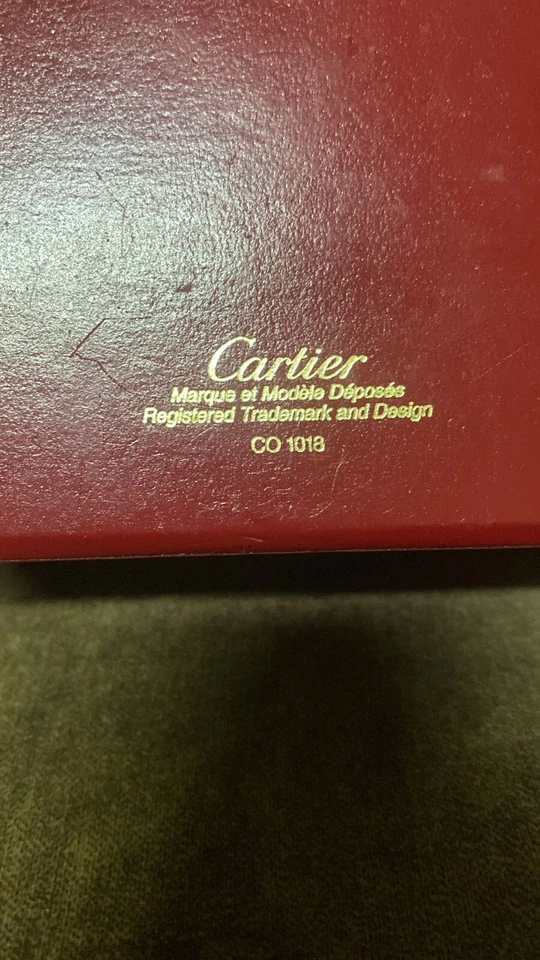 Cartier
Marque et Modèle Déposés
Registered Trademark and Design
CO 1018